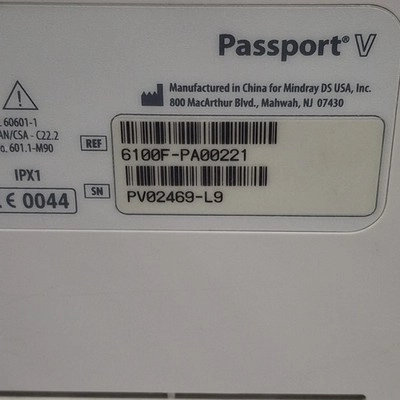 Passport® V
Manufactured in China for Mindray DS USA, Inc.
800 MacArthur Blvd., Mahwah, NJ 07430
60601-1
AN/CSA - C22.2
o. 601.1-M90
REF
6100F-PA00221
IPX1
SN
PV02469-L9
CE 0044